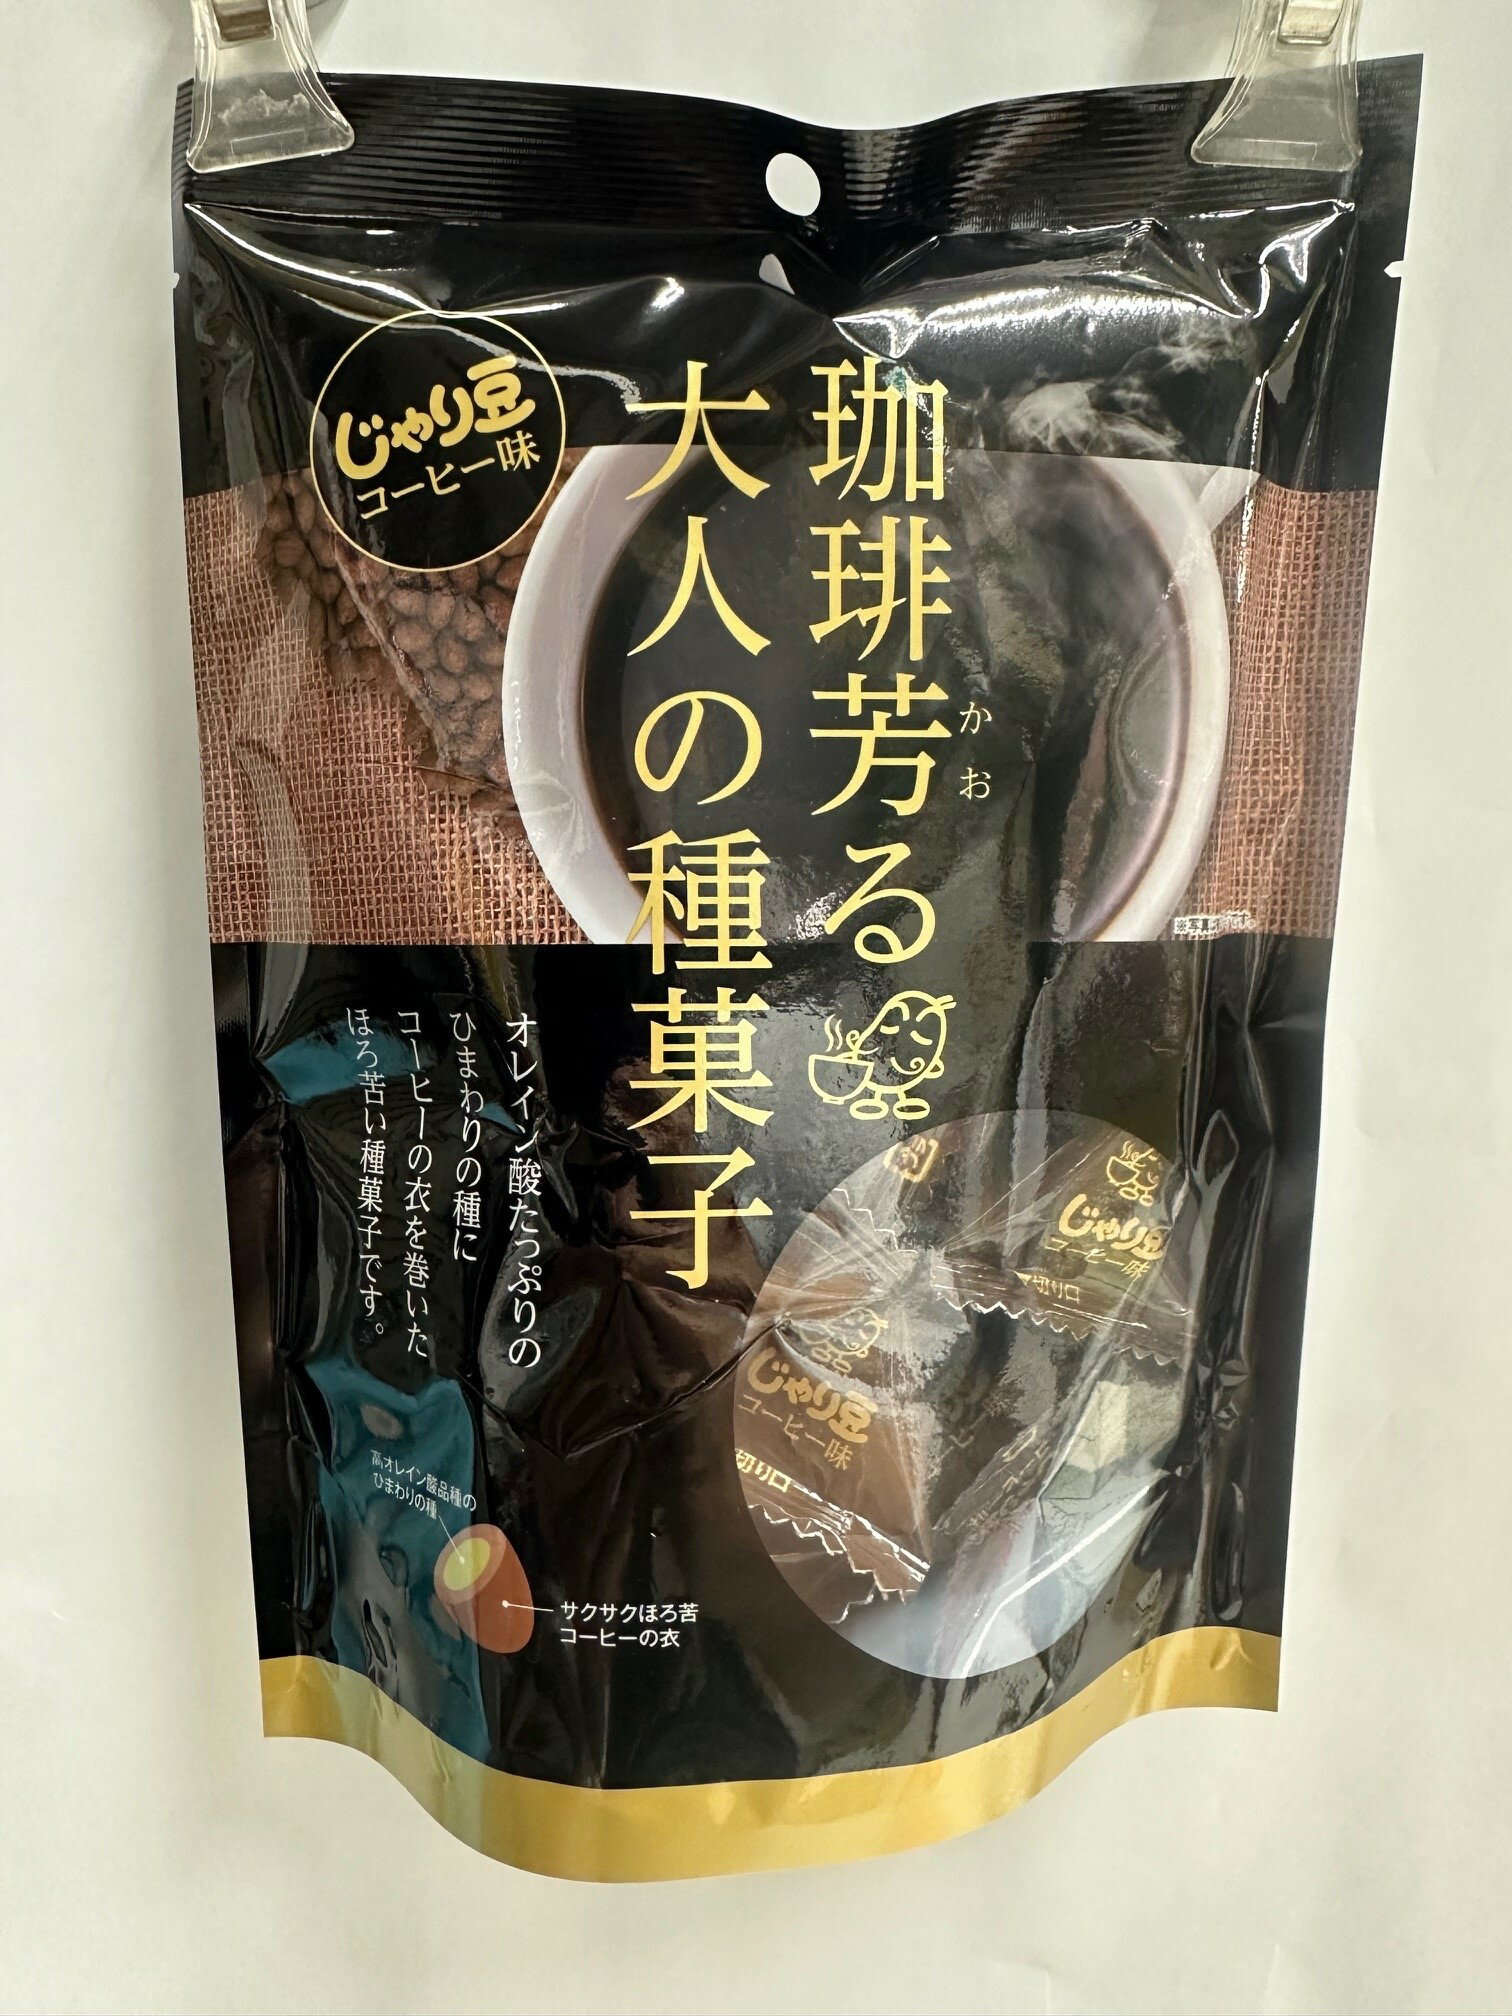 じゃり豆
コーヒー味
珈琲芳る
かお
大人の種菓子
オレイン酸たっぷりの
ひまわりの種に
コーヒーの衣を巻いた
ほろ苦い種菓子です。
高オレイン酸品種の
ひまわりの種
サクサクほろ苦
コーヒーの衣
じゃり豆
コーヒー味
切り口
じゃり豆
コーヒー味
切り口